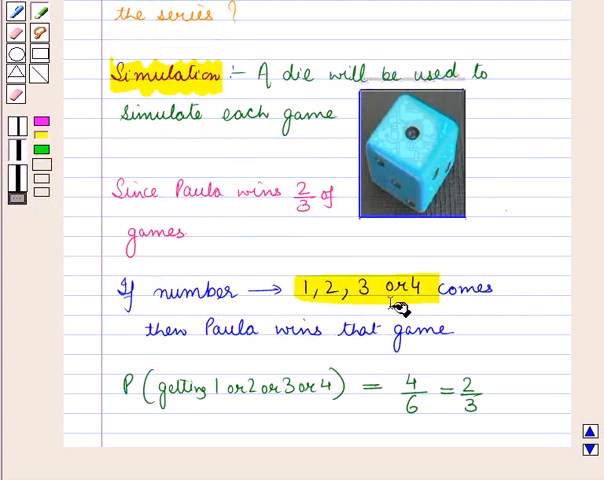 the series ?
Simulation :- A die will be used to
simulate each game
Since Paula wins 2/3 of
games
If number → 1, 2, 3 or 4 comes
then Paula wins that game
P (getting 1 or 2 or 3 or 4) = 4/6 = 2/3